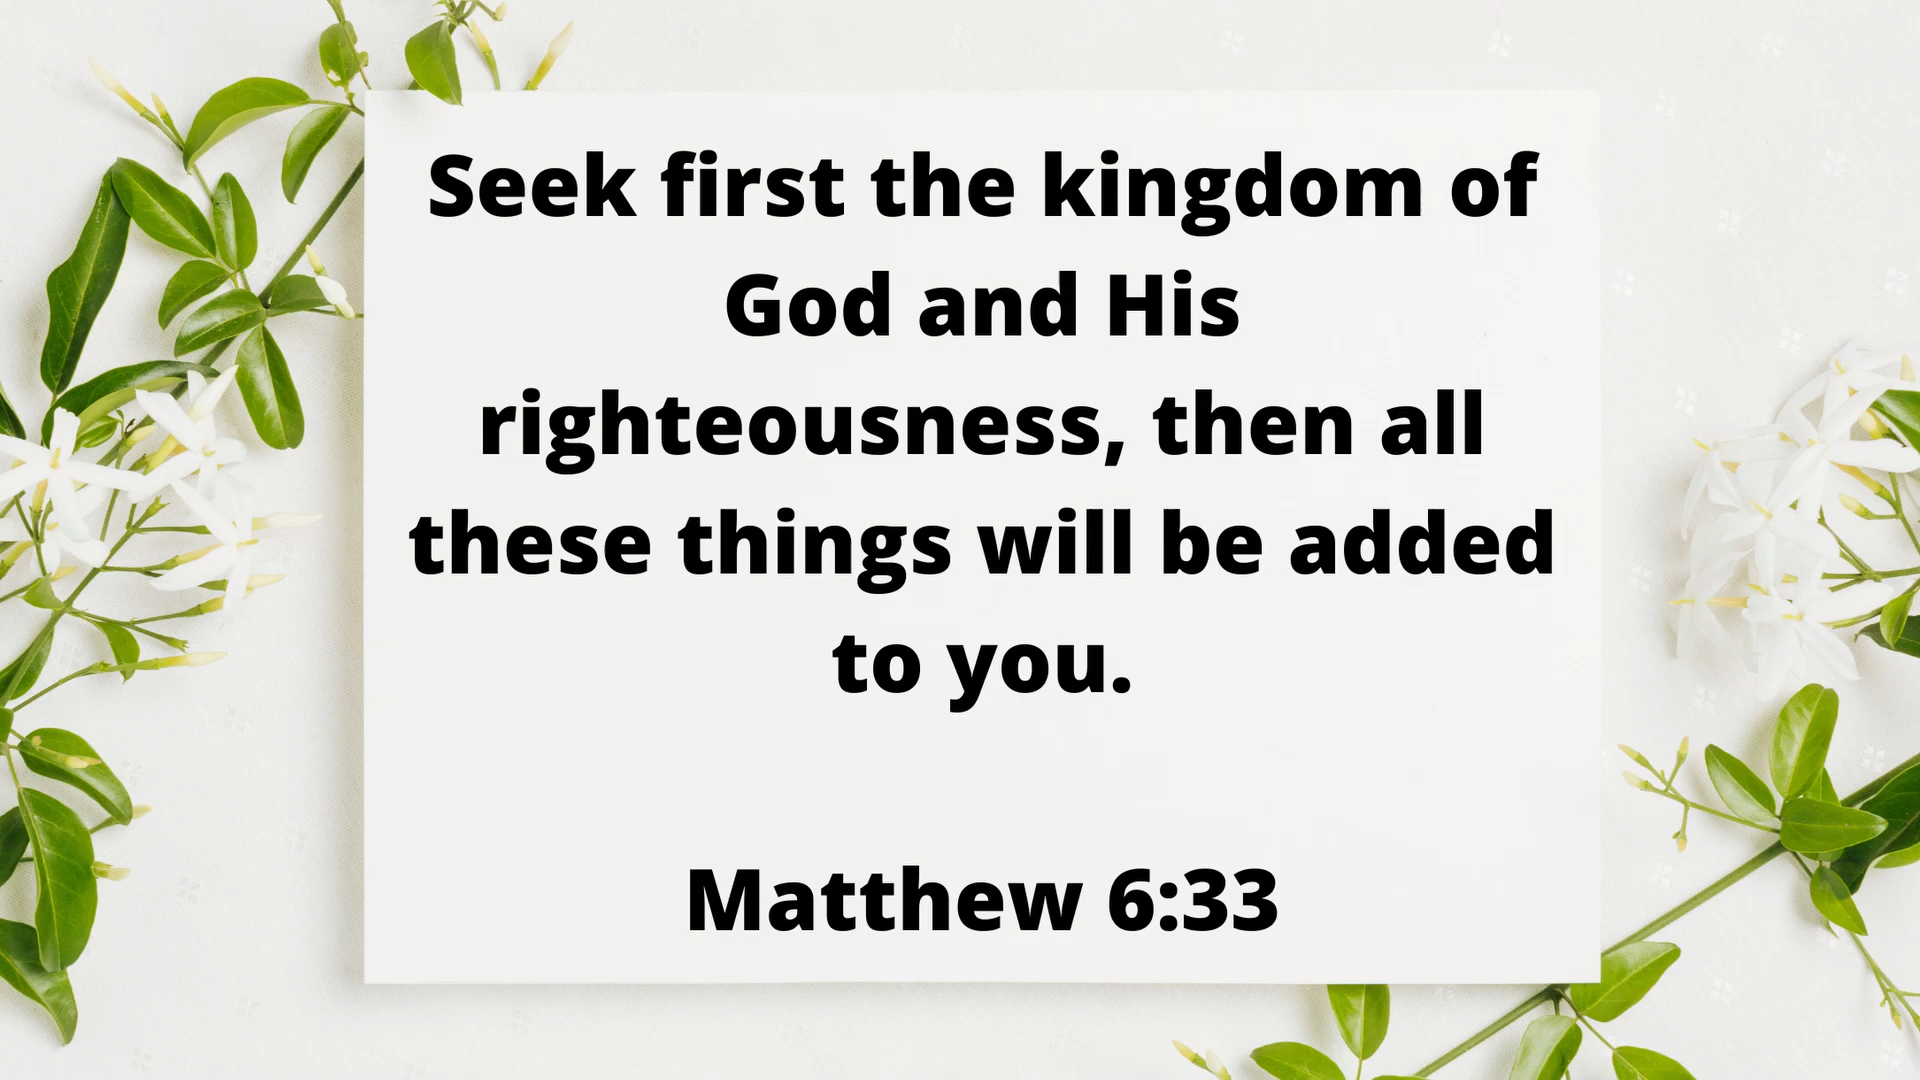 Seek first the kingdom of
God and His
righteousness, then all
these things will be added
to you.
Matthew 6:33